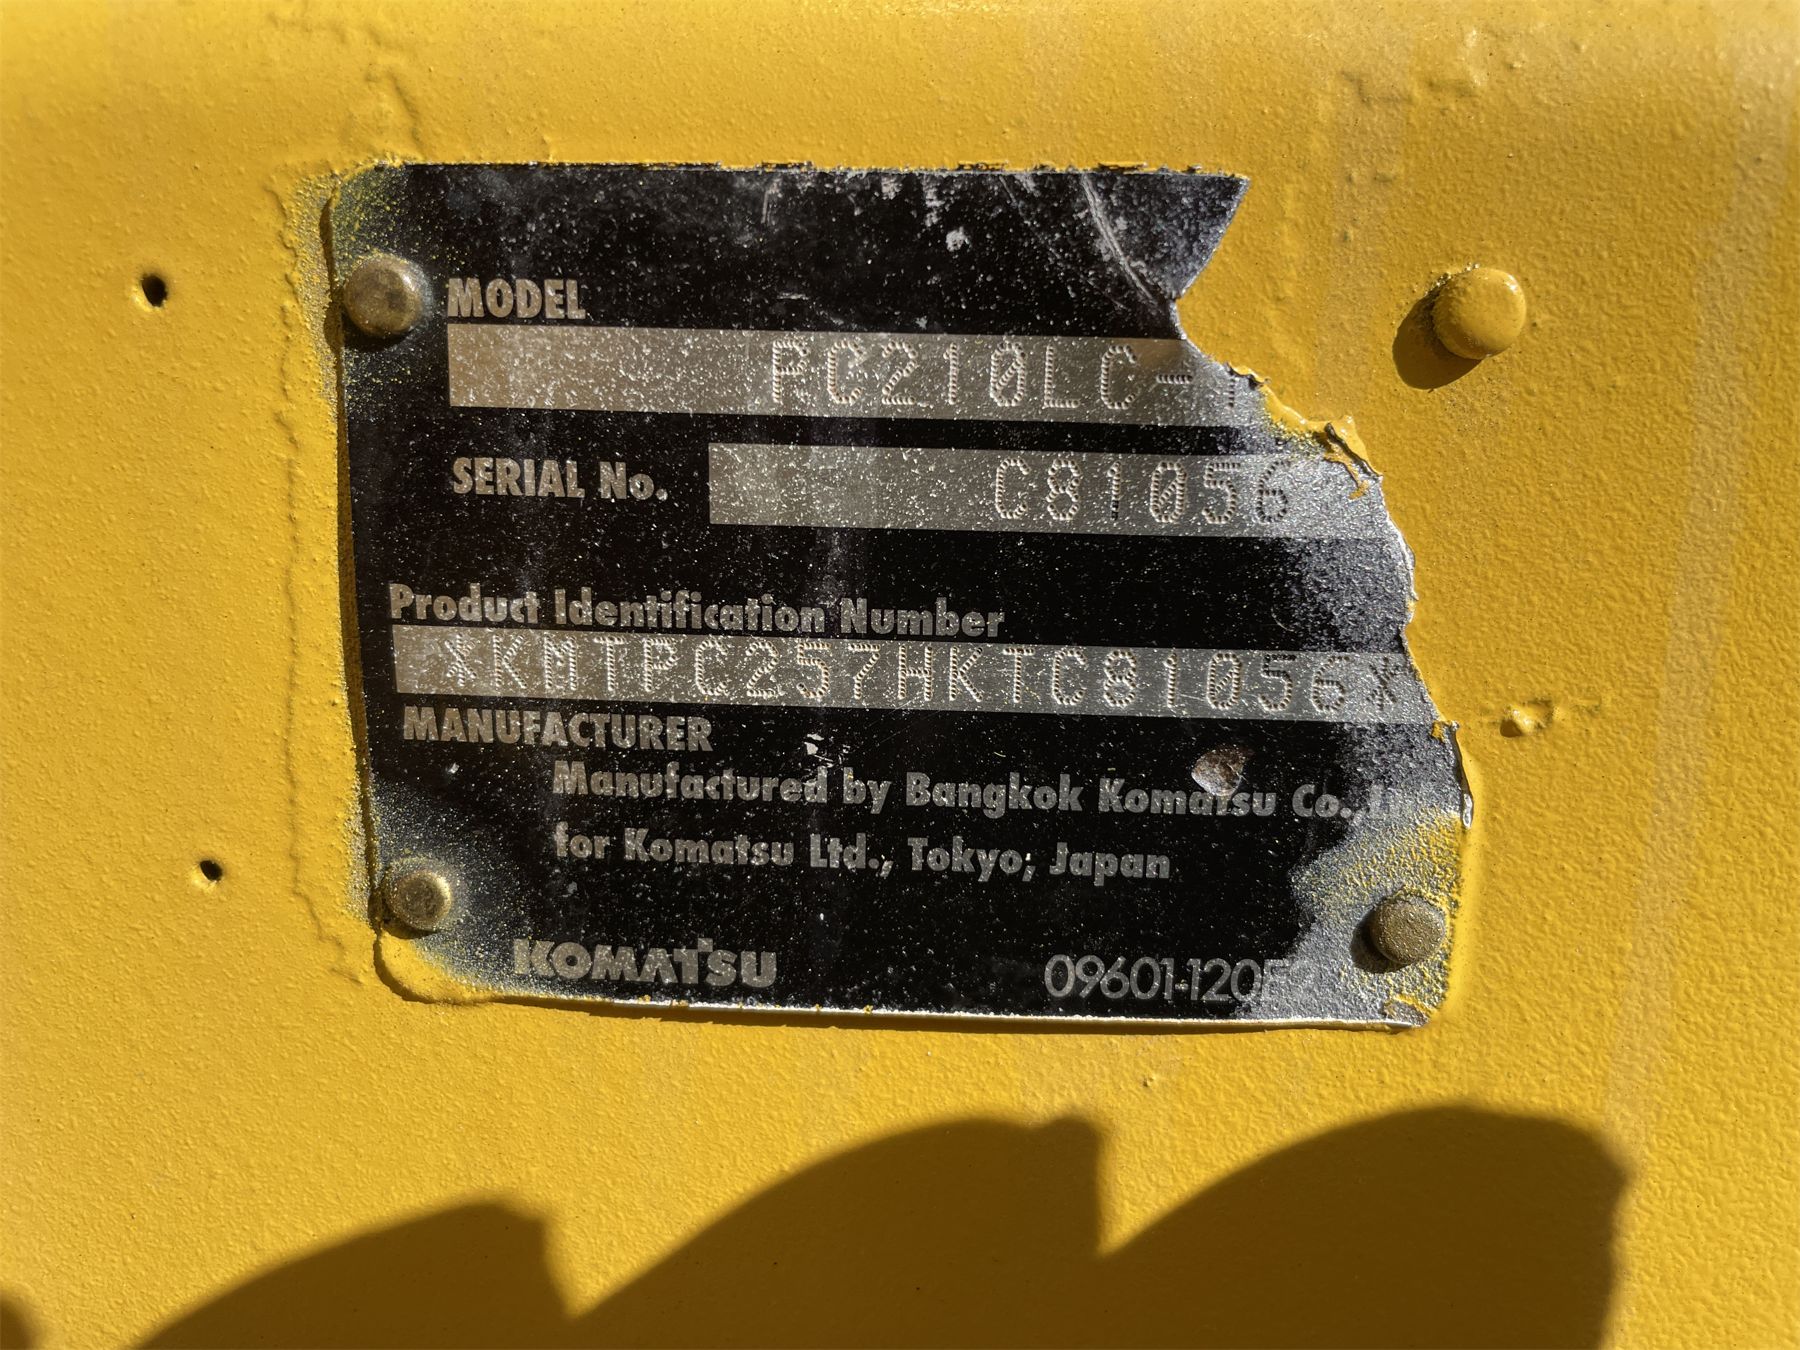 MODEL
PC210LC-
SERIAL No.
C81056
Product Identification Number
*KMTPC257HKTC81056*
MANUFACTURER
Manufactured by Bangkok Komatsu Co.,
for Komatsu Ltd., Tokyo, Japan
KOMATSU
09601-120